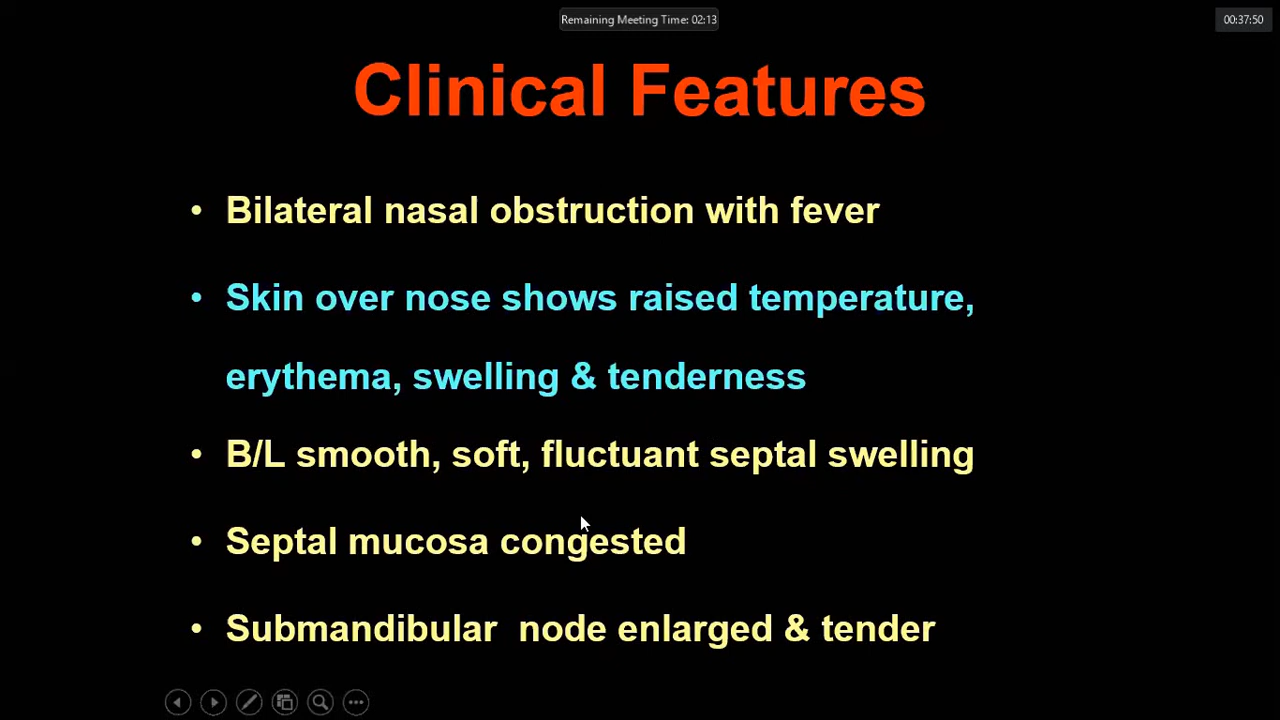 Remaining Meeting Time: 02:13
00:37:50
Clinical Features
• Bilateral nasal obstruction with fever
• Skin over nose shows raised temperature,
erythema, swelling & tenderness
• B/L smooth, soft, fluctuant septal swelling
• Septal mucosa congested
• Submandibular  node enlarged & tender